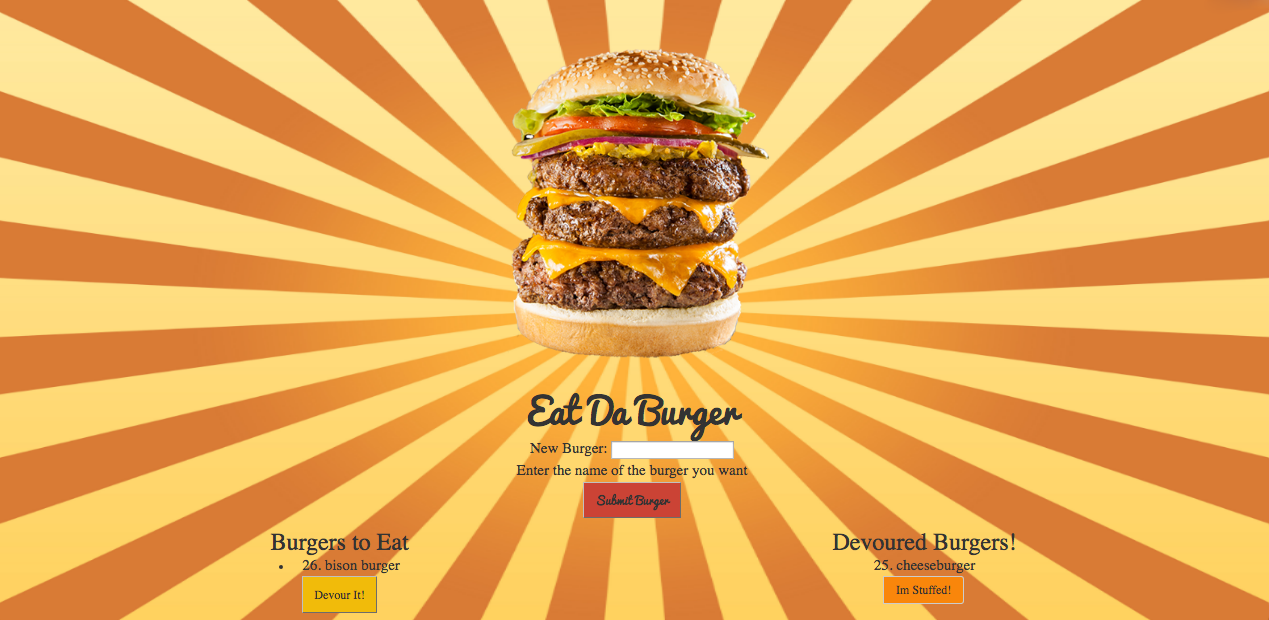 Eat Da Burger
New Burger:
Enter the name of the burger you want
Submit Burger
Burgers to Eat
• 26. bison burger
Devour It!
Devoured Burgers!
25. cheeseburger
Im Stuffed!